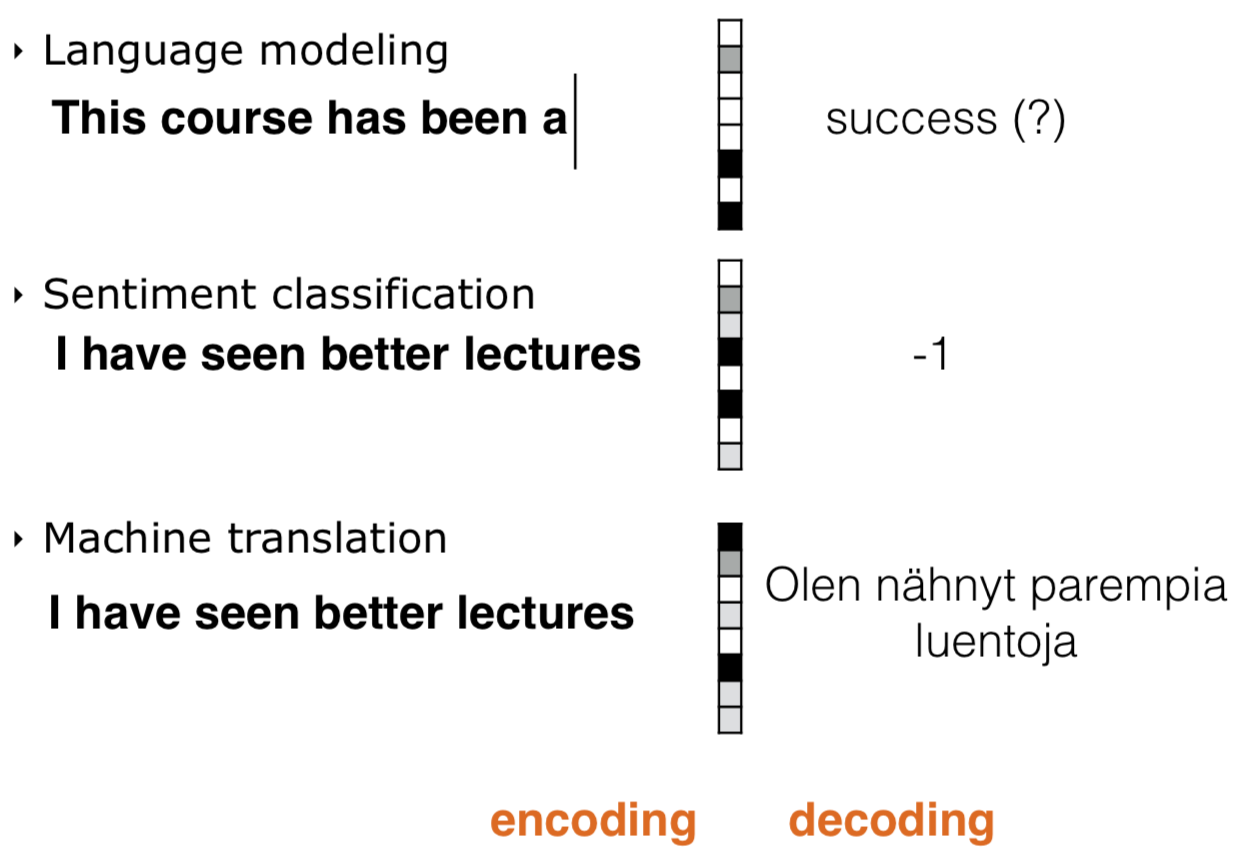 ‣ Language modeling
This course has been a
success (?)
‣ Sentiment classification
I have seen better lectures
-1
‣ Machine translation
I have seen better lectures
Olen nähnyt parempia
luentoja
encoding
decoding